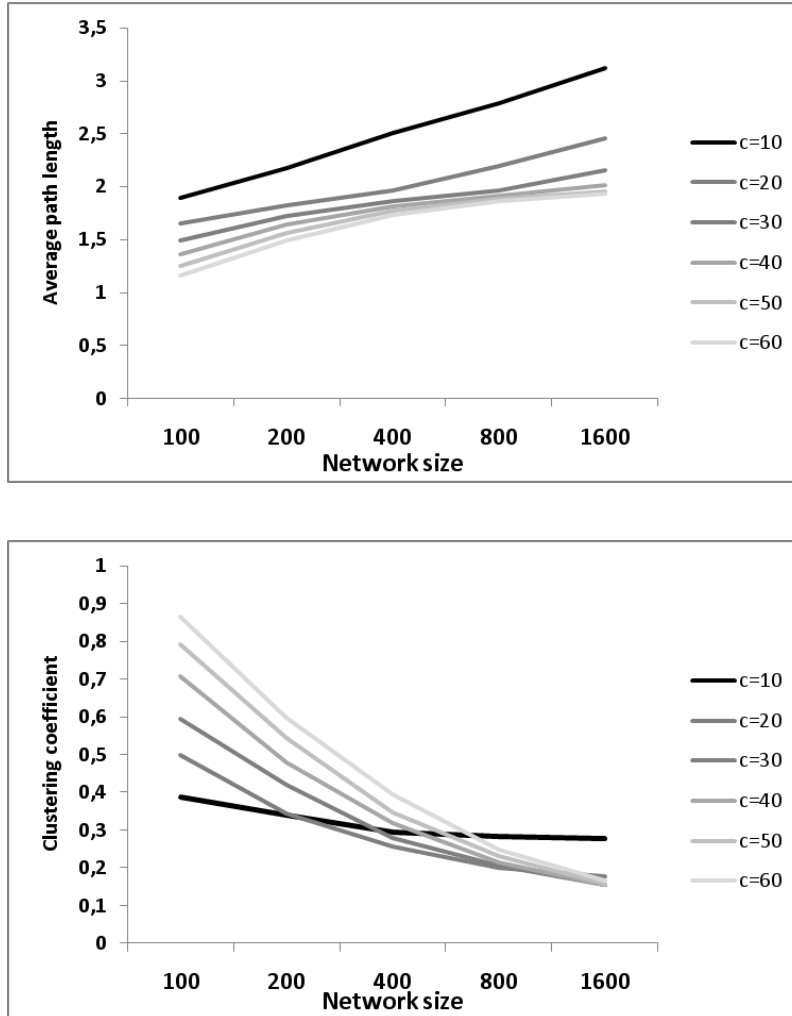 3,5
3
2,5
2
1,5
1
0,5
0
Average path length
100 200 400 800 1600
Network size
c=10
c=20
c=30
c=40
c=50
c=60
1
0,9
0,8
0,7
0,6
0,5
0,4
0,3
0,2
0,1
0
Clustering coefficient
100 200 400 800 1600
Network size
c=10
c=20
c=30
c=40
c=50
c=60